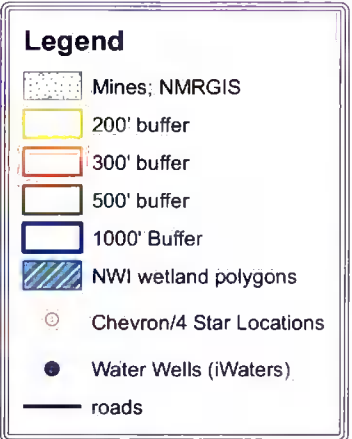 Legend
Mines; NMRGIS
200' buffer
300' buffer
500' buffer
1000' Buffer
NWI wetland polygons
Chevron/4 Star Locations
Water Wells (iWaters)
roads